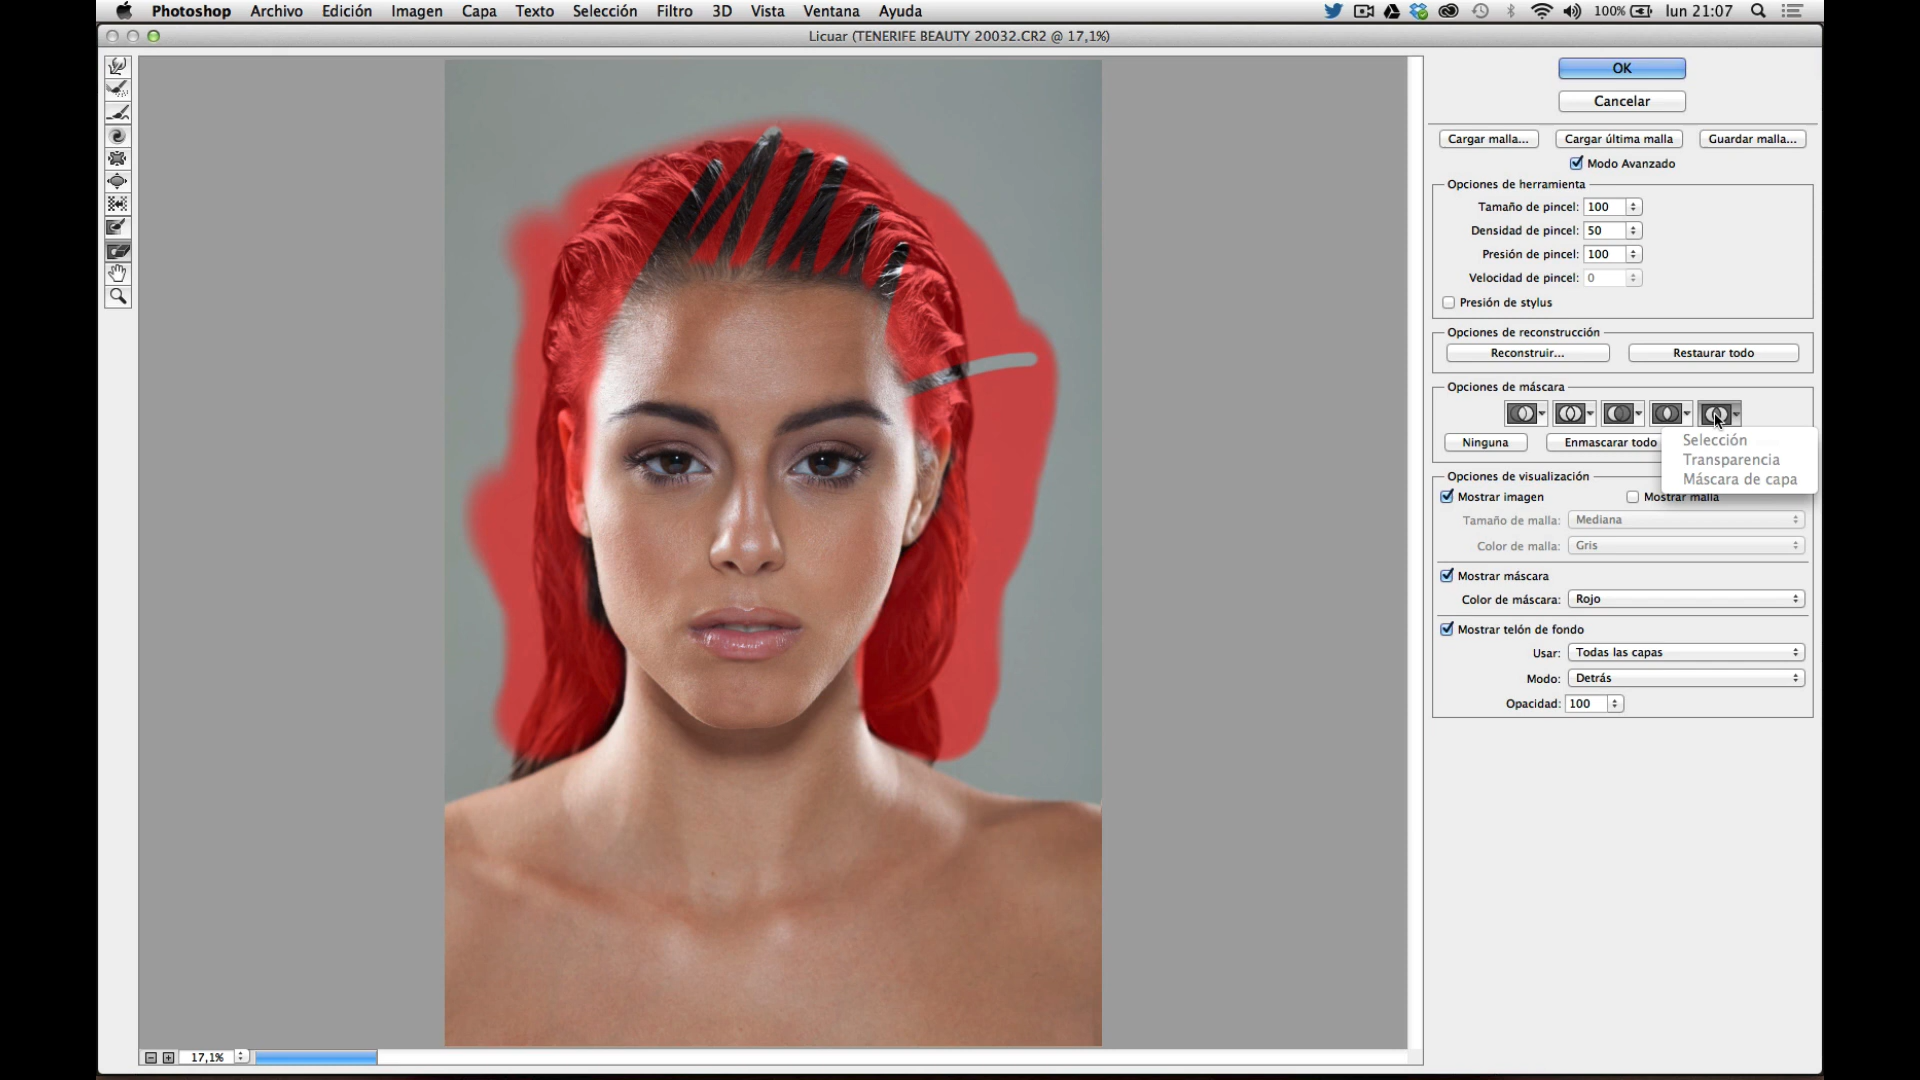 Photoshop Archivo Edición Imagen Capa Texto Selección Filtro 3D Vista Ventana Ayuda 100% lun 21:07
Licuar (TENERIFE BEAUTY 20032.CR2 @ 17,1%)
OK
Cancelar
Cargar malla... Cargar última malla Guardar malla...
Modo Avanzado
Opciones de herramienta
Tamaño de pincel: 100
Densidad de pincel: 50
Presión de pincel: 100
Velocidad de pincel: 0
Presión de stylus
Opciones de reconstrucción
Reconstruir... Restaurar todo
Opciones de máscara
Ninguna Enmascarar todo
Selección
Transparencia
Máscara de capa
Opciones de visualización
Mostrar imagen Mostrar malla
Tamaño de malla: Mediana
Color de malla: Gris
Mostrar máscara
Color de máscara: Rojo
Mostrar telón de fondo
Usar: Todas las capas
Modo: Detrás
Opacidad: 100
17,1%